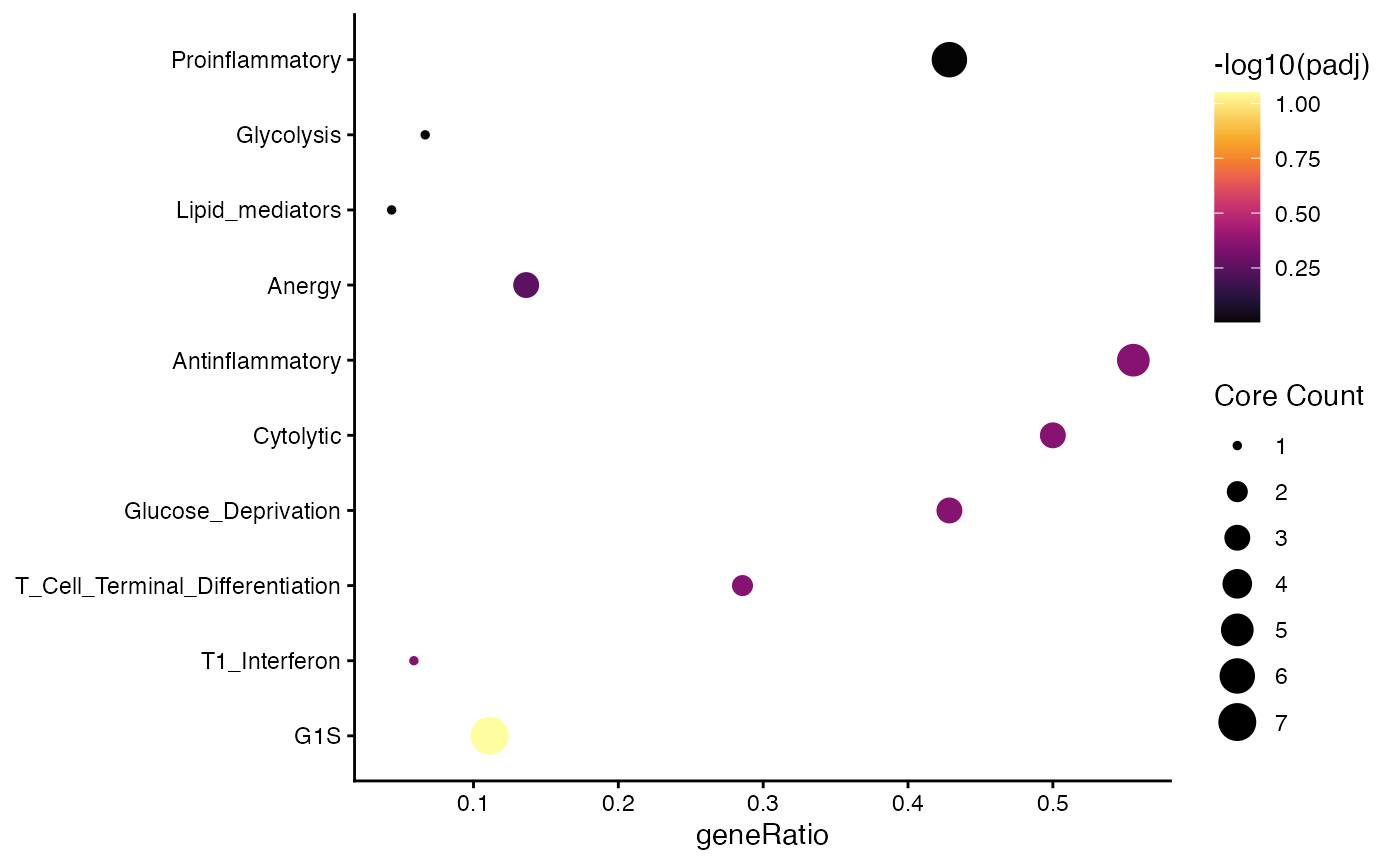 Proinflammatory
Glycolysis
Lipid_mediators
Anergy
Antinflammatory
Cytolytic
Glucose_Deprivation
T_Cell_Terminal_Differentiation
T1_Interferon
G1S
0.1 0.2 0.3 0.4 0.5
geneRatio
-log10(padj)
1.00
0.75
0.50
0.25
Core Count
1
2
3
4
5
6
7